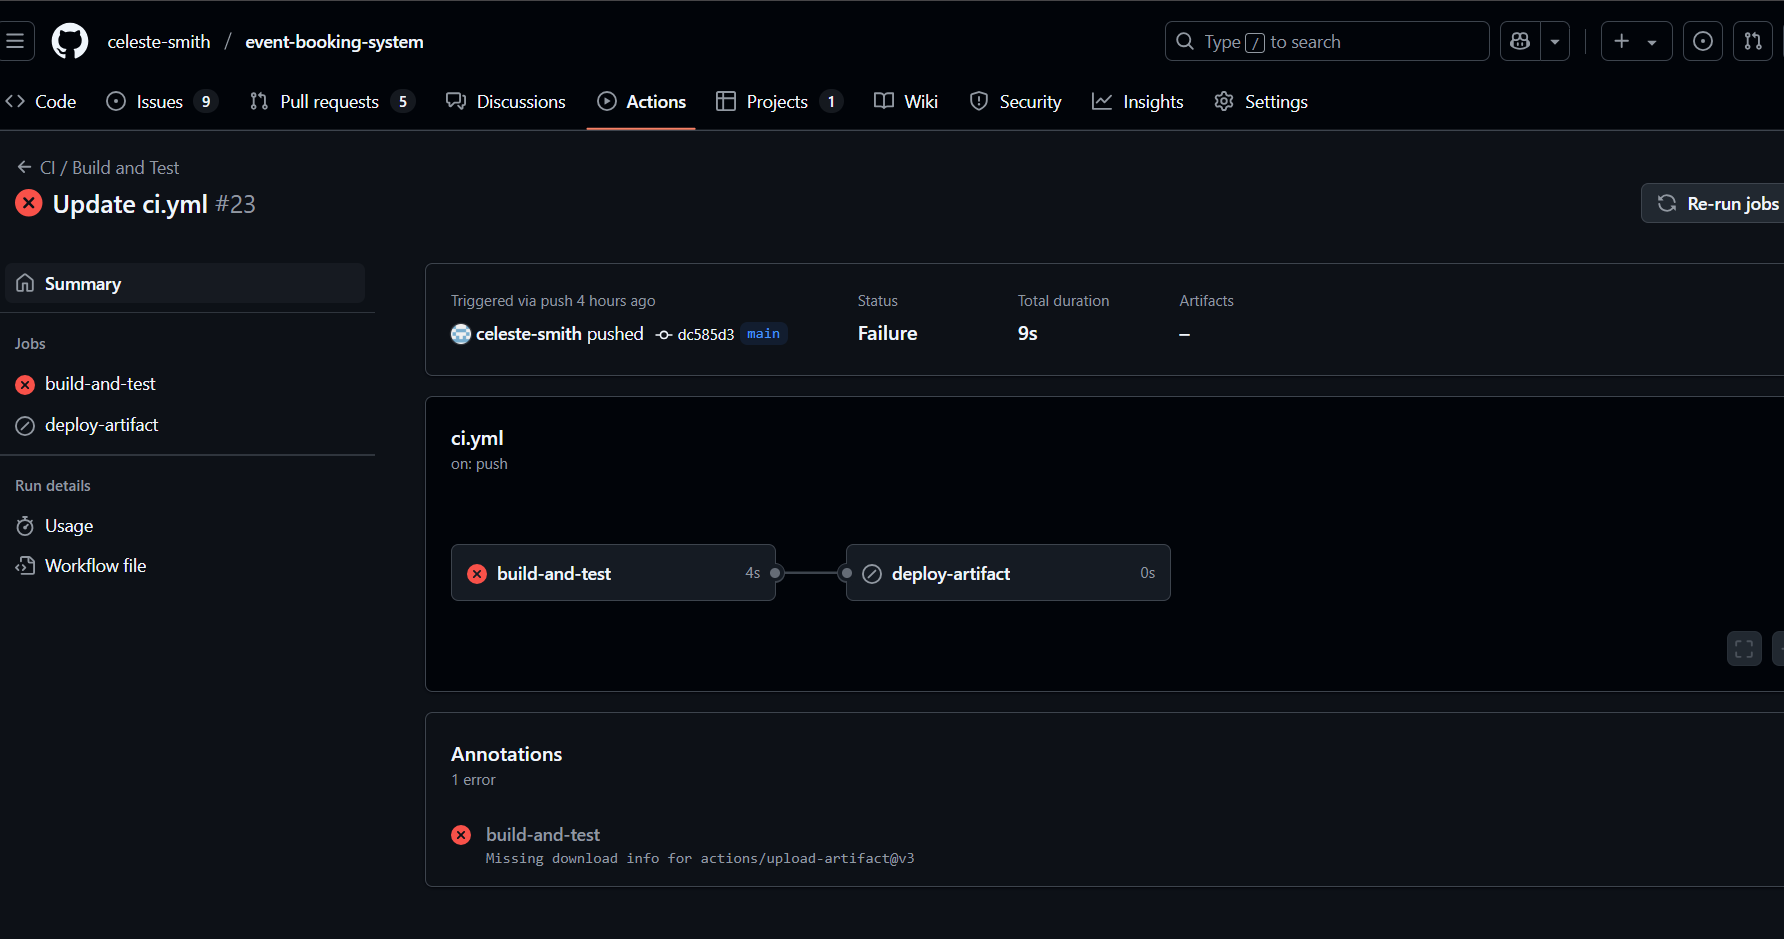 celeste-smith / event-booking-system
Type / to search
Code Issues 9 Pull requests 5 Discussions Actions Projects 1 Wiki Security Insights Settings
CI / Build and Test
Update ci.yml #23
Re-run jobs
Summary
Jobs
build-and-test
deploy-artifact
Run details
Usage
Workflow file
Triggered via push 4 hours ago
celeste-smith pushed dc585d3 main
Status
Failure
Total duration
9s
Artifacts
–
ci.yml
on: push
build-and-test 4s
deploy-artifact 0s
Annotations
1 error
build-and-test
Missing download info for actions/upload-artifact@v3